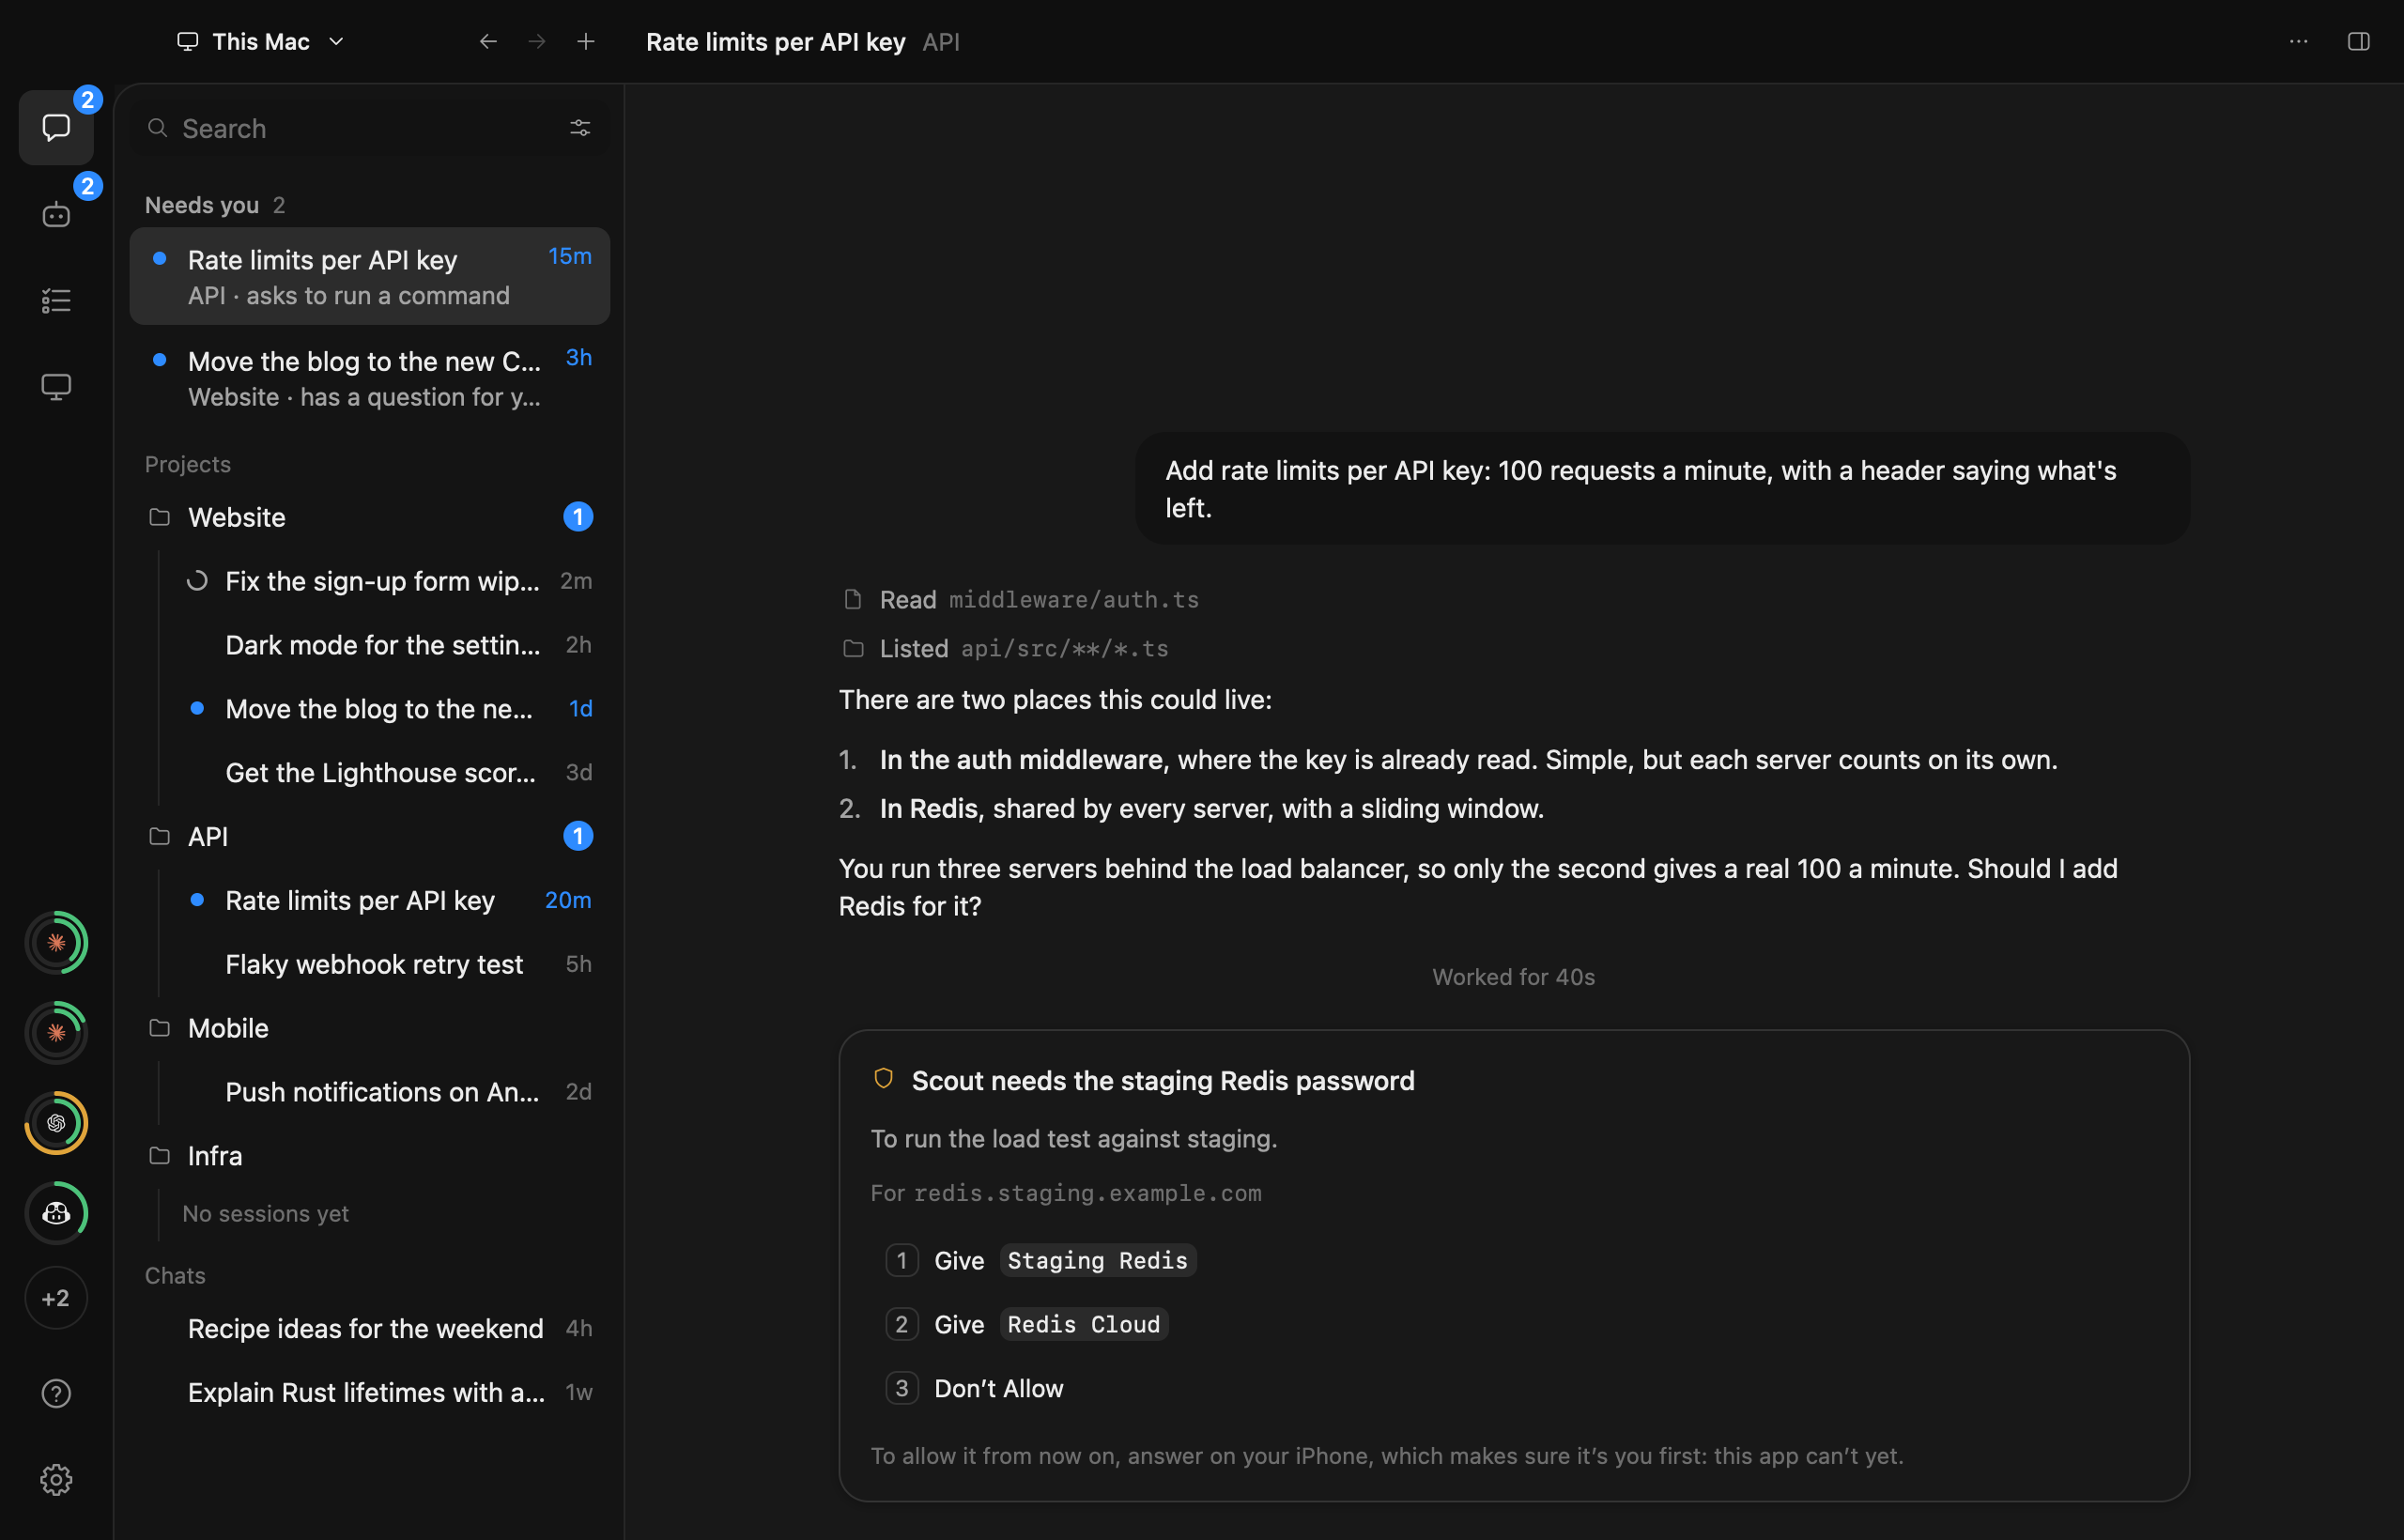 This Mac
Rate limits per API key API
2
Search
2
Needs you 2
Rate limits per API key 15m
API · asks to run a command
Move the blog to the new C... 3h
Website · has a question for y...
Projects
Website 1
Fix the sign-up form wip... 2m
Dark mode for the settin... 2h
Move the blog to the ne... 1d
Get the Lighthouse scor... 3d
API 1
Rate limits per API key 20m
Flaky webhook retry test 5h
Mobile
Push notifications on An... 2d
Infra
No sessions yet
Chats
Recipe ideas for the weekend 4h
Explain Rust lifetimes with a... 1w
+2
Add rate limits per API key: 100 requests a minute, with a header saying what's
left.
Read middleware/auth.ts
Listed api/src/**/*.ts
There are two places this could live:
1. In the auth middleware, where the key is already read. Simple, but each server counts on its own.
2. In Redis, shared by every server, with a sliding window.
You run three servers behind the load balancer, so only the second gives a real 100 a minute. Should I add
Redis for it?
Worked for 40s
Scout needs the staging Redis password
To run the load test against staging.
For redis.staging.example.com
1 Give Staging Redis
2 Give Redis Cloud
3 Don’t Allow
To allow it from now on, answer on your iPhone, which makes sure it’s you first: this app can’t yet.